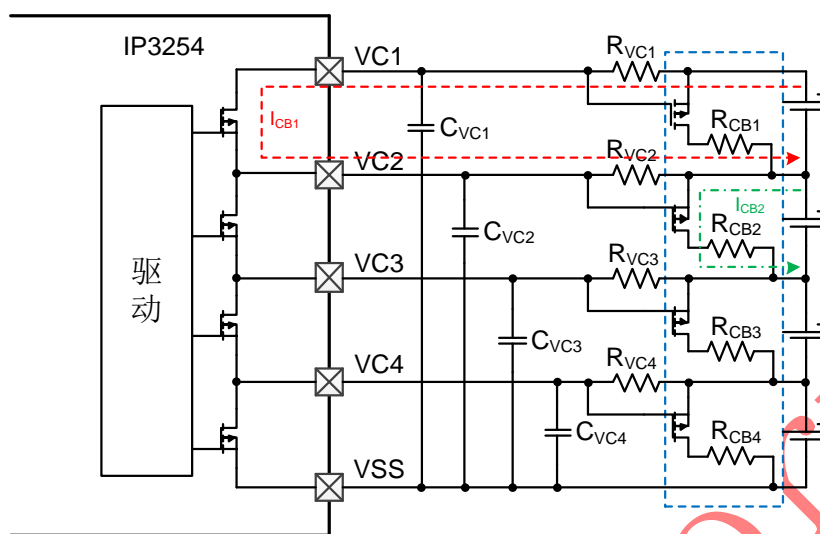 IP3254
VC1
RVC1
ICB1
CVC1
RCB1
VC2
RVC2
ICB2
CVC2
RCB2
驱动
VC3
RVC3
CVC3
RCB3
VC4
RVC4
CVC4
RCB4
VSS